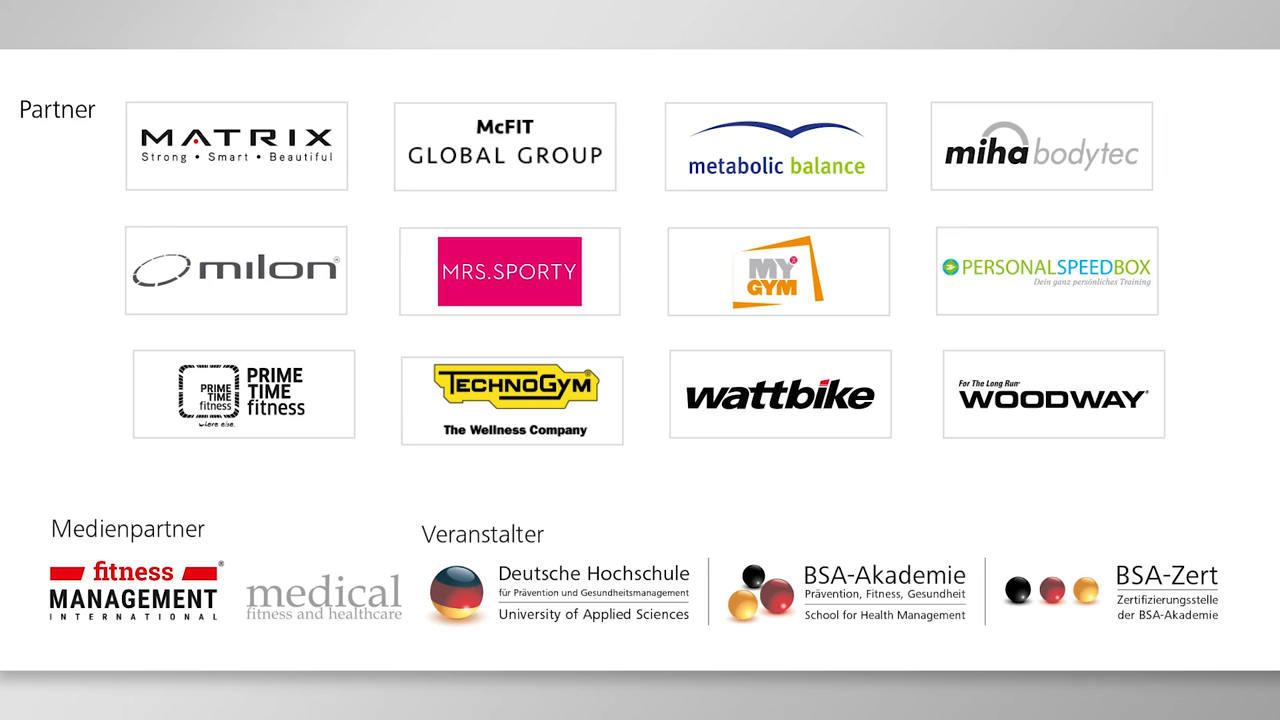 Partner
MATRIX
Strong • Smart • Beautiful
McFIT
GLOBAL GROUP
metabolic balance
miha bodytec
milon®
MRS.SPORTY
MY
GYM
PERSONALSPEEDBOX
Dein ganz persönliches Training
PRIME
TIME
fitness
PRIME
TIME
fitness
where else.
TECHNOGYM®
The Wellness Company
wattbike
For The Long Run®
WOODWAY®
Medienpartner
fitness®
MANAGEMENT
INTERNATIONAL
medical
fitness and healthcare
Veranstalter
Deutsche Hochschule
für Prävention und Gesundheitsmanagement
University of Applied Sciences
BSA-Akademie
Prävention, Fitness, Gesundheit
School for Health Management
BSA-Zert
Zertifizierungsstelle
der BSA-Akademie